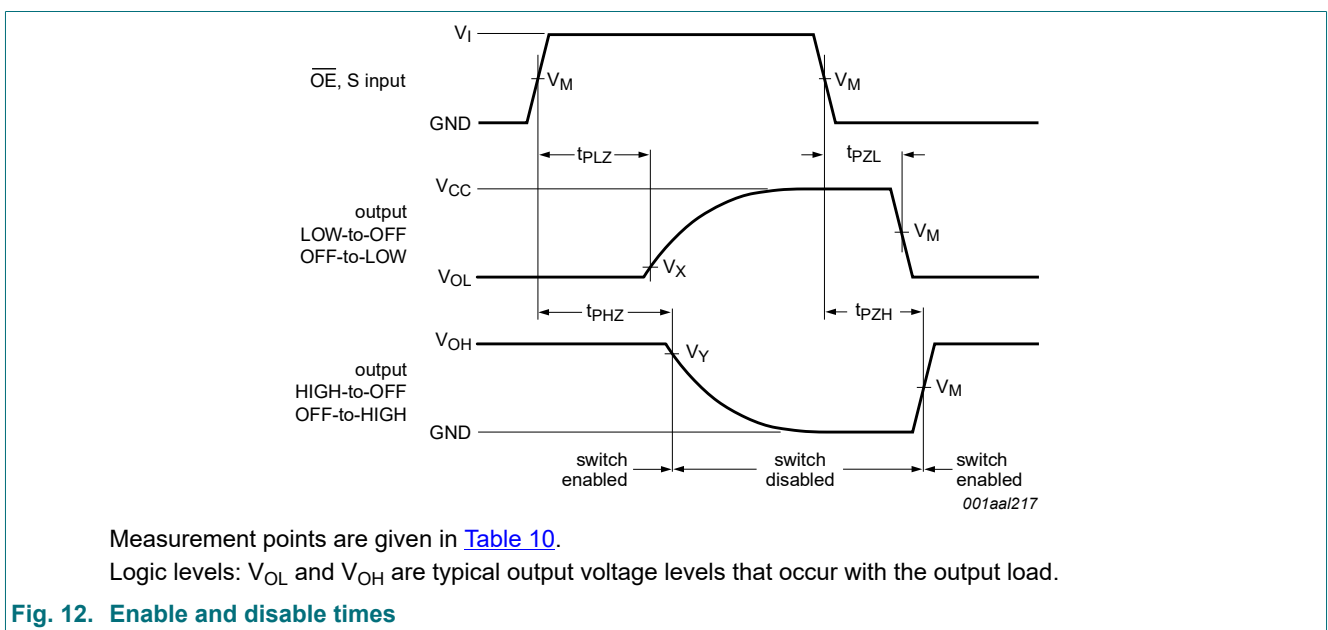 V_I
O̅E̅, S input
V_M
V_M
GND
t_PLZ
t_PZL
V_CC
output
LOW-to-OFF
OFF-to-LOW
V_M
V_X
V_OL
t_PHZ
t_PZH
V_OH
V_Y
output
HIGH-to-OFF
OFF-to-HIGH
V_M
GND
switch
enabled
switch
disabled
switch
enabled
001aal217
Measurement points are given in Table 10.
Logic levels: V_OL and V_OH are typical output voltage levels that occur with the output load.
Fig. 12. Enable and disable times